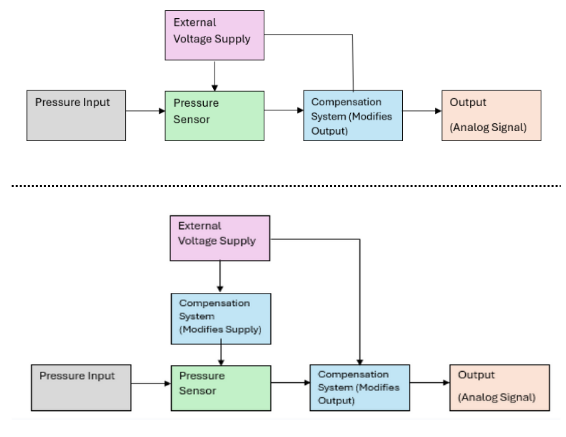 External
Voltage Supply
Pressure Input
Pressure
Sensor
Compensation
System (Modifies
Output)
Output
(Analog Signal)
External
Voltage Supply
Compensation
System
(Modifies Supply)
Pressure Input
Pressure
Sensor
Compensation
System (Modifies
Output)
Output
(Analog Signal)